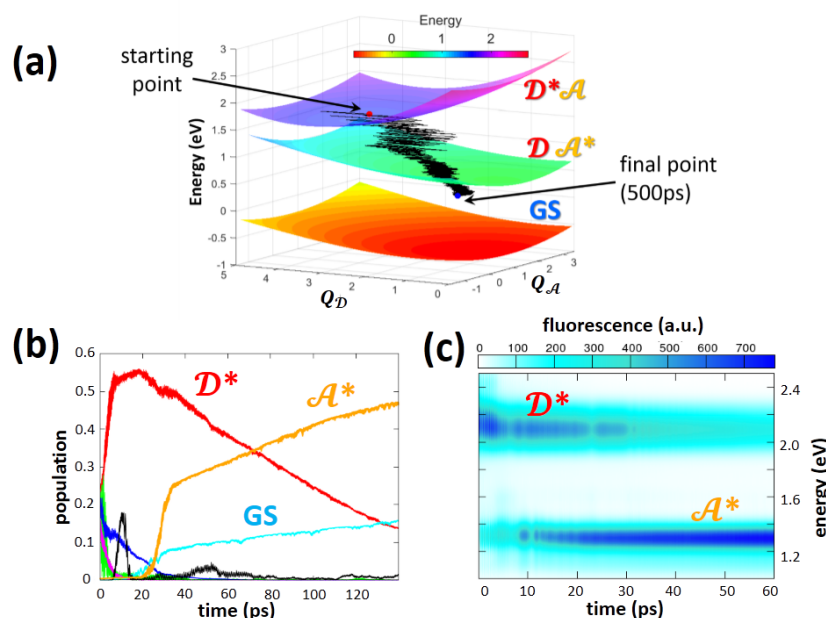 (a)
Energy
0 1 2
starting
point
3
2.5
2
1.5
1
0.5
0
-0.5
-1
Energy (eV)
D*A
D A*
GS
final point
(500ps)
5 4 3 2 1 0
Q_D
-1 0 1 2 3
Q_A
(b)
0.6
0.5
0.4
0.3
0.2
0.1
0
population
D*
A*
GS
0 20 40 60 80 100 120
time (ps)
(c)
fluorescence (a.u.)
0 100 200 300 400 500 600 700
D*
A*
2.4
2.0
1.6
1.2
energy (eV)
0 10 20 30 40 50 60
time (ps)